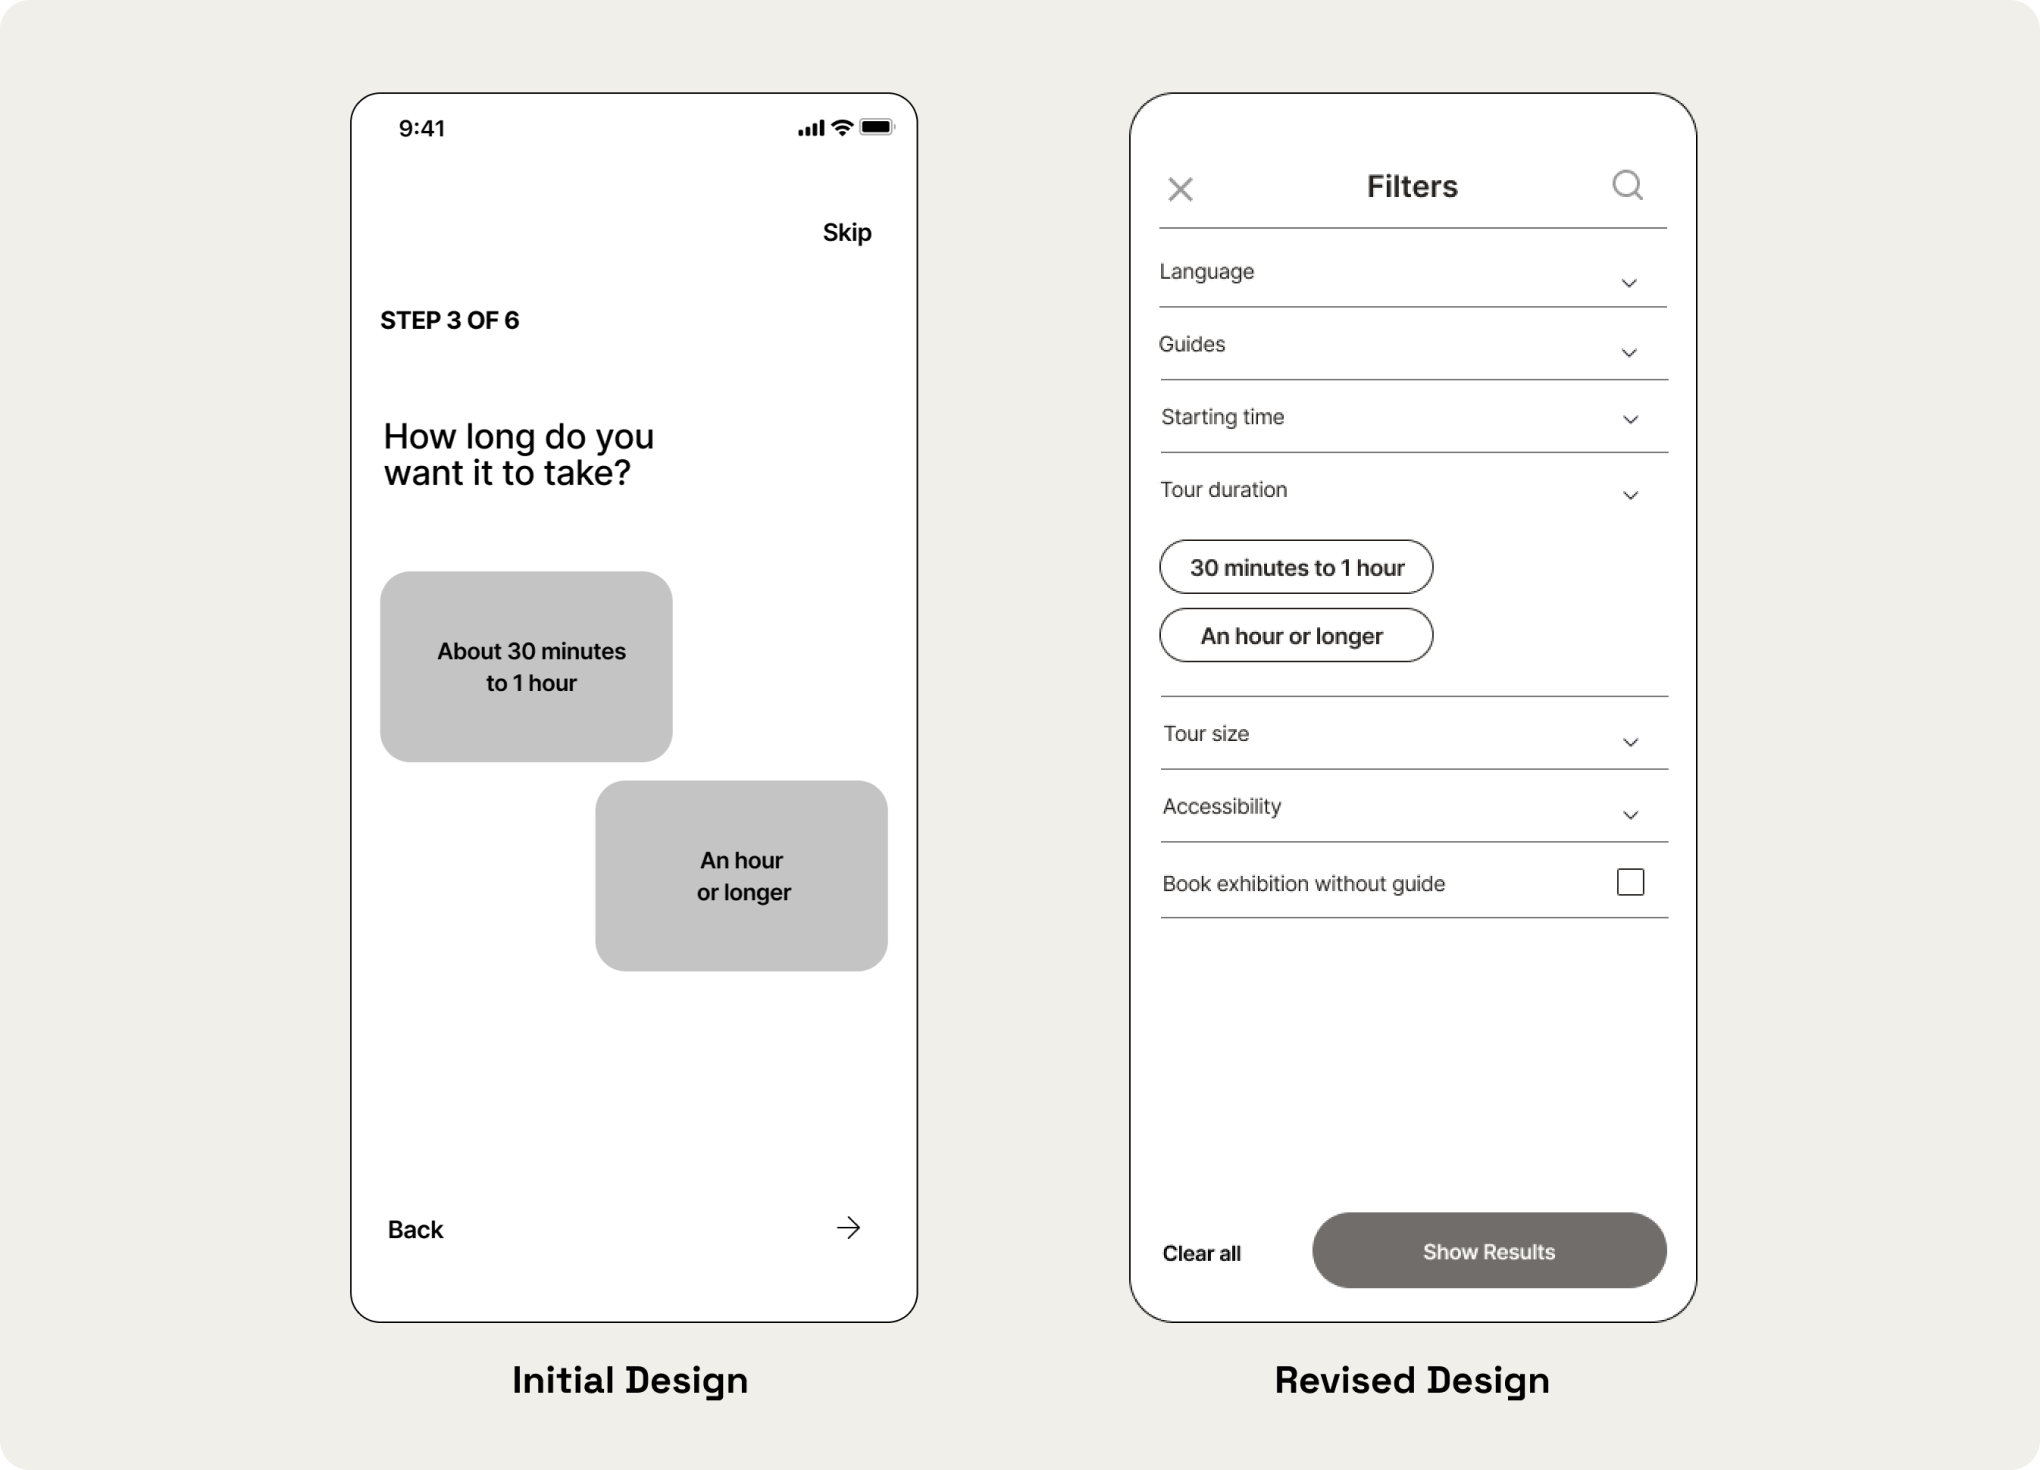 9:41
Skip
STEP 3 OF 6
How long do you
want it to take?
About 30 minutes
to 1 hour
An hour
or longer
Back
Initial Design
Filters
Language
Guides
Starting time
Tour duration
30 minutes to 1 hour
An hour or longer
Tour size
Accessibility
Book exhibition without guide
Clear all
Show Results
Revised Design